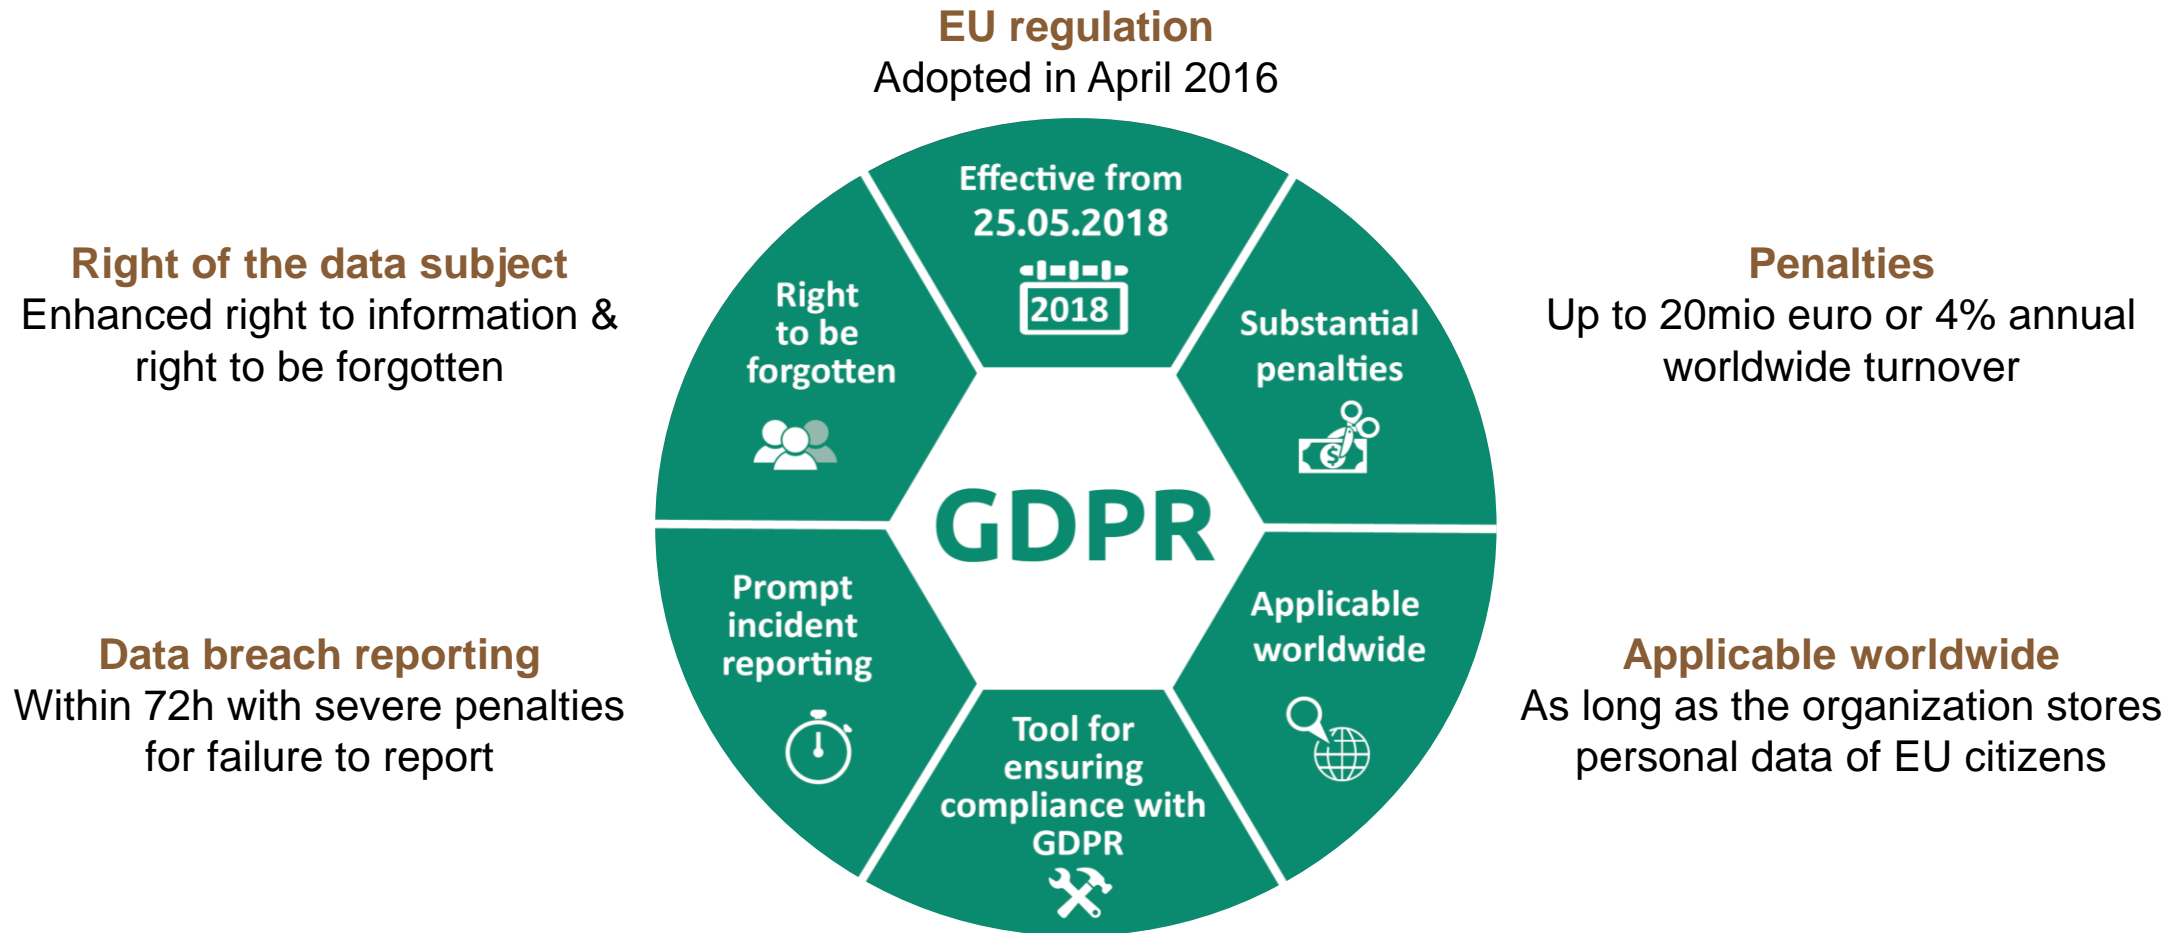 EU regulation
Adopted in April 2016
Effective from
25.05.2018
2018
Right of the data subject
Enhanced right to information &
right to be forgotten
Right
to be
forgotten
Substantial
penalties
Penalties
Up to 20mio euro or 4% annual
worldwide turnover
GDPR
Data breach reporting
Within 72h with severe penalties
for failure to report
Prompt
incident
reporting
Applicable
worldwide
Applicable worldwide
As long as the organization stores
personal data of EU citizens
Tool for
ensuring
compliance with
GDPR